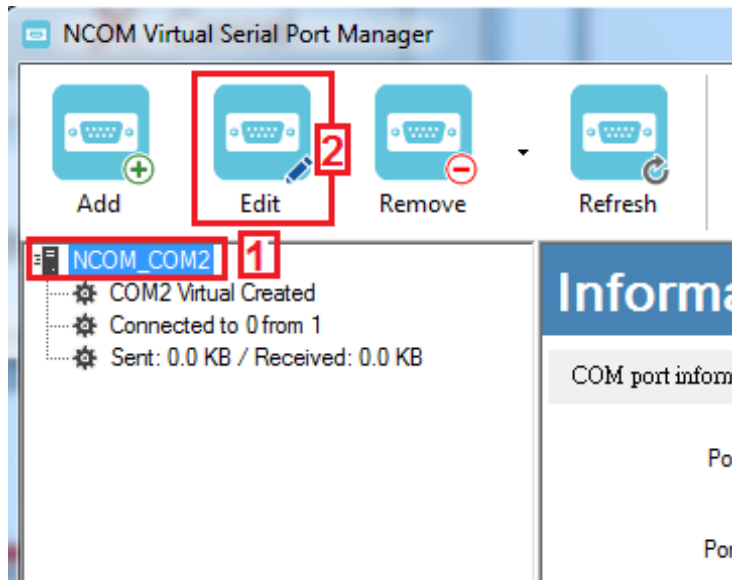 NCOM Virtual Serial Port Manager
2
Add Edit Remove Refresh
NCOM_COM2 1
COM2 Virtual Created
Connected to 0 from 1
Sent: 0.0 KB / Received: 0.0 KB
Informa
COM port inform
Po
Por